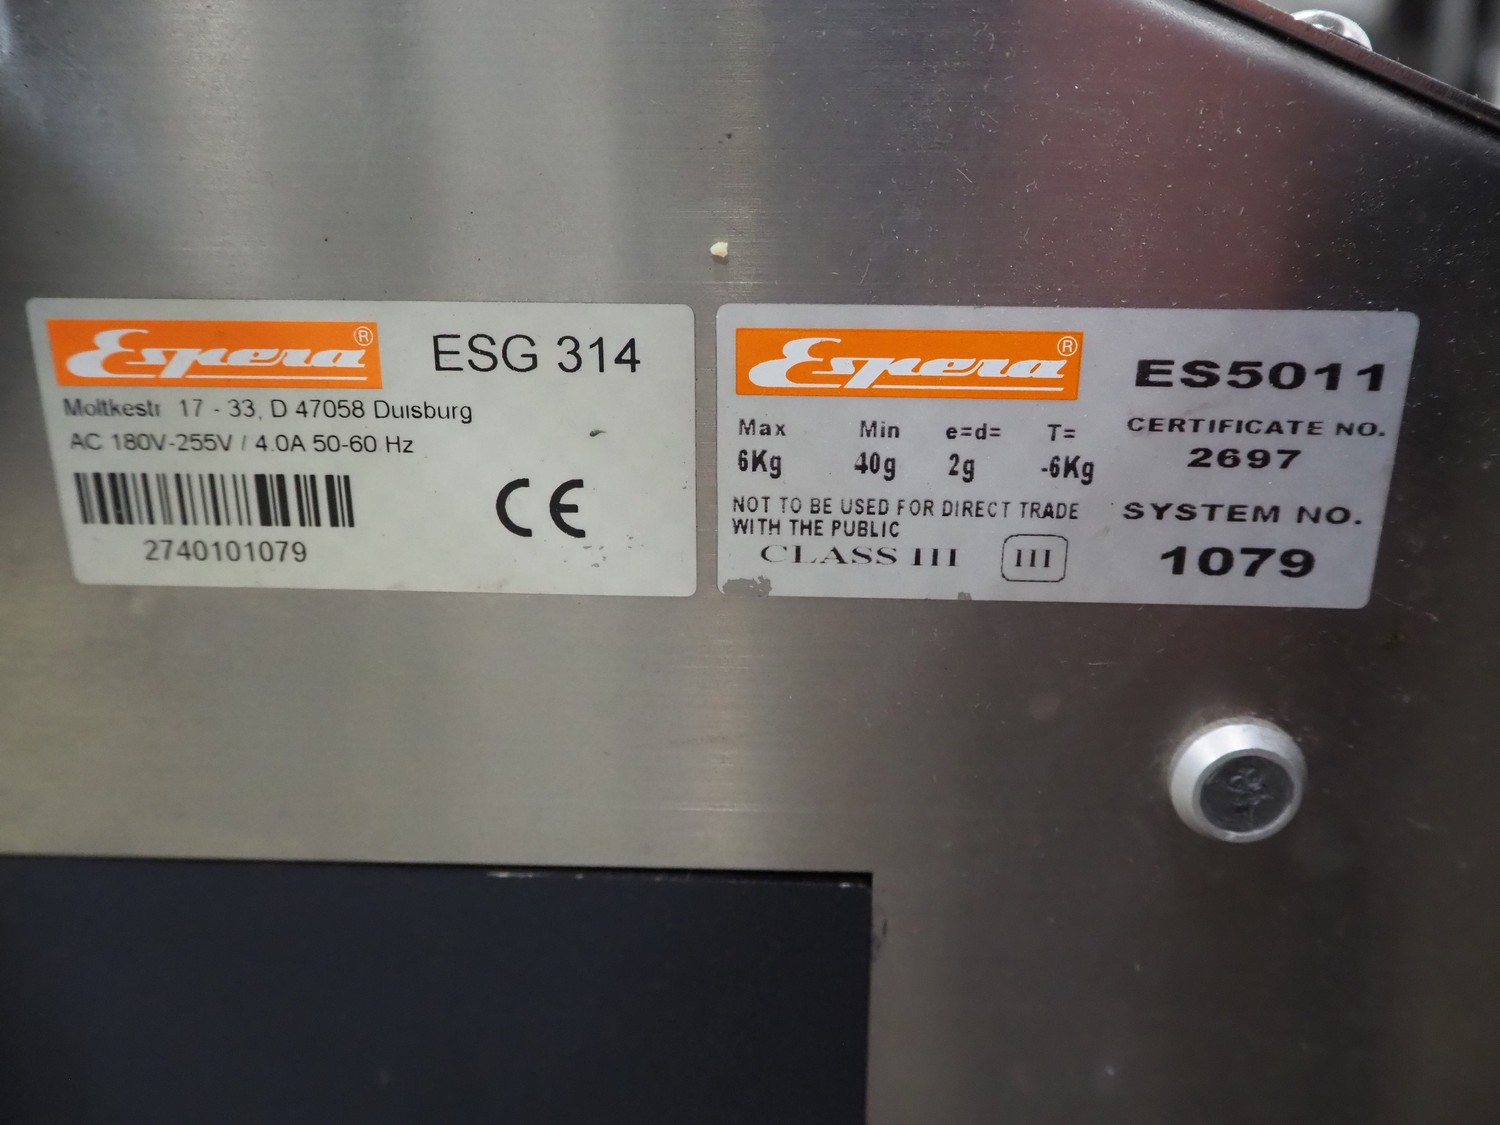 Espera®
ESG 314
Moltkestr 17 - 33, D 47058 Duisburg
AC 180V-255V / 4.0A 50-60 Hz
2740101079
CE
Espera®
ES5011
Max Min e=d= T=
6Kg 40g 2g -6Kg
CERTIFICATE NO.
2697
NOT TO BE USED FOR DIRECT TRADE
WITH THE PUBLIC
CLASS III III
SYSTEM NO.
1079